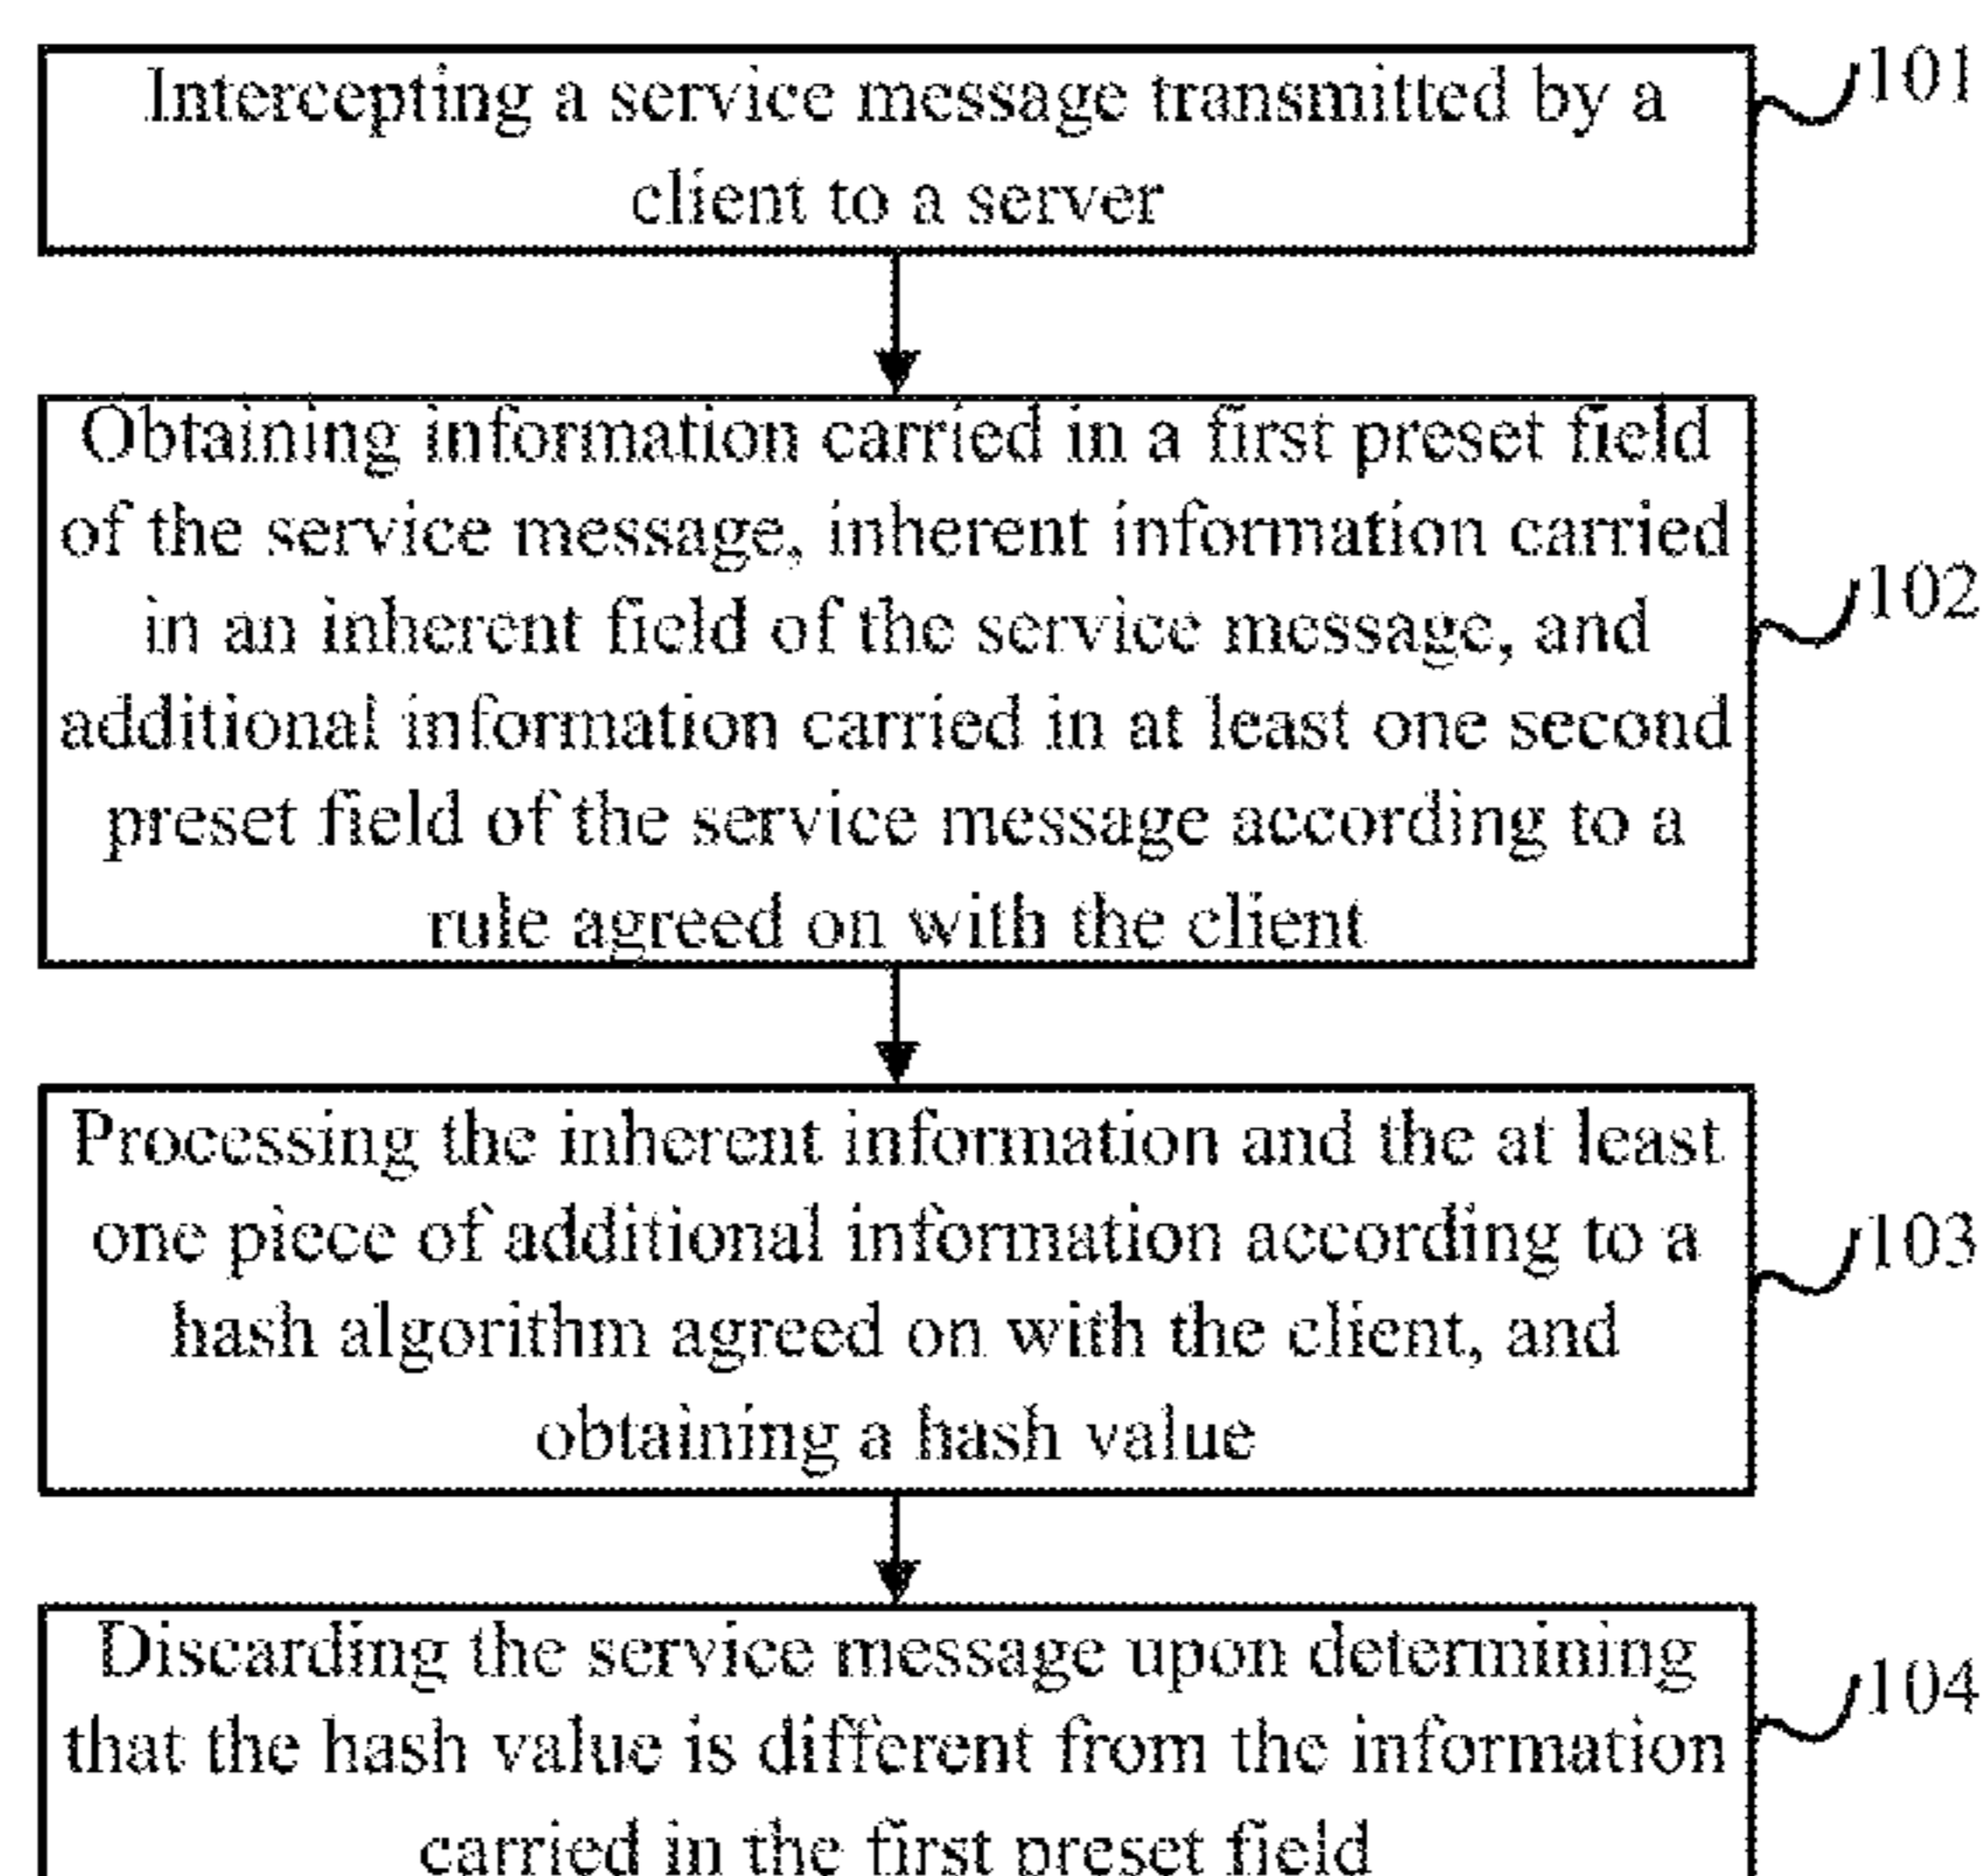 Intercepting a service message transmitted by a
client to a server
101
Obtaining information carried in a first preset field
of the service message, inherent information carried
in an inherent field of the service message, and
additional information carried in at least one second
preset field of the service message according to a
rule agreed on with the client
102
Processing the inherent information and the at least
one piece of additional information according to a
hash algorithm agreed on with the client, and
obtaining a hash value
103
Discarding the service message upon determining
that the hash value is different from the information
carried in the first preset field
104